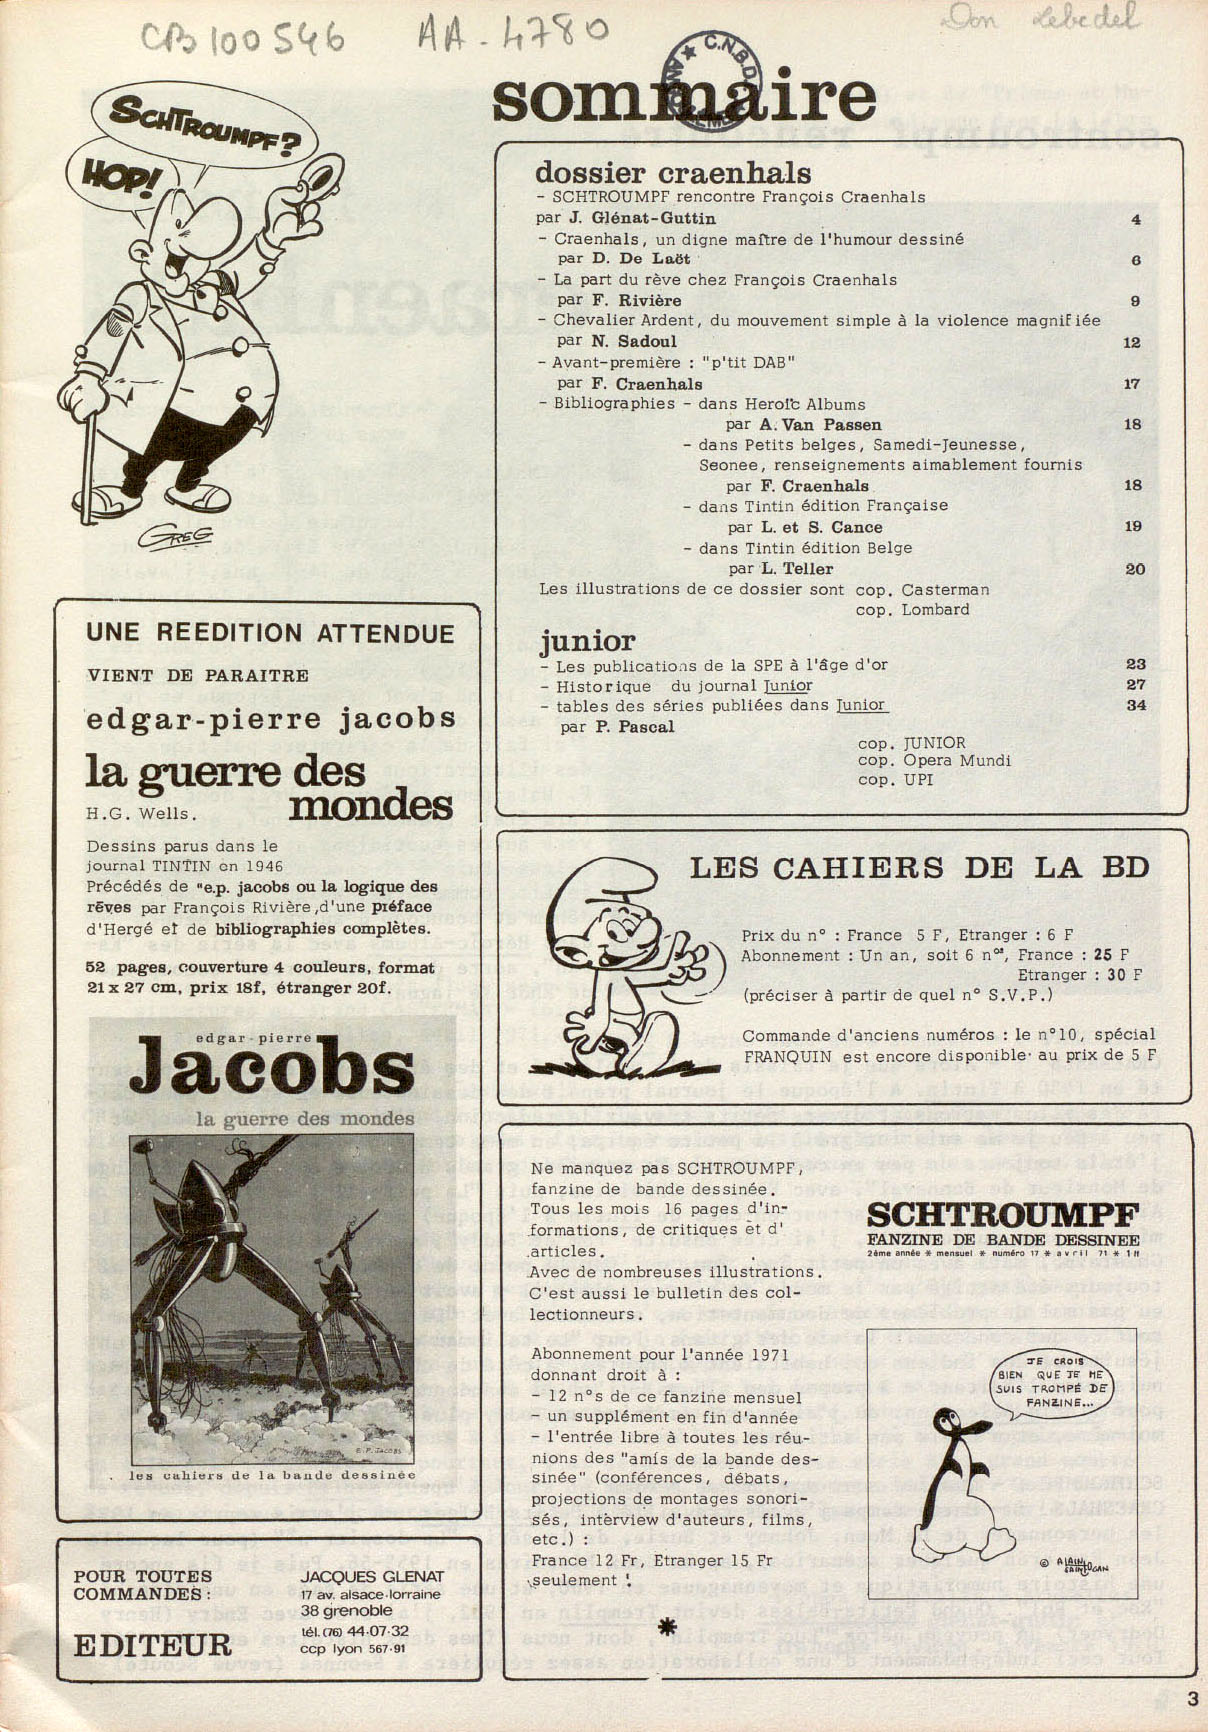 CB100546 AA-4780 Don Lebedel
sommaire
C.N.B.D.
SCHTROUMPF?
HOP!
GREG
dossier craenhals
- SCHTROUMPF rencontre François Craenhals
par J. Glénat-Guttin 4
- Craenhals, un digne maître de l'humour dessiné
par D. De Laët 6
- La part du rêve chez François Craenhals
par F. Rivière 9
- Chevalier Ardent, du mouvement simple à la violence magnifiée
par N. Sadoul 12
- Avant-première : "p'tit DAB"
par F. Craenhals 17
- Bibliographies - dans Heroïc Albums
par A. Van Passen 18
- dans Petits belges, Samedi-Jeunesse,
Seonee, renseignements aimablement fournis
par F. Craenhals 18
- dans Tintin édition Française
par L. et S. Cance 19
- dans Tintin édition Belge
par L. Teller 20
Les illustrations de ce dossier sont cop. Casterman
cop. Lombard
junior
- Les publications de la SPE à l'âge d'or 23
- Historique du journal Junior 27
- tables des séries publiées dans Junior 34
par P. Pascal
cop. JUNIOR
cop. Opera Mundi
cop. UPI
UNE REEDITION ATTENDUE
VIENT DE PARAITRE
edgar-pierre jacobs
la guerre des
mondes
H.G. Wells.
Dessins parus dans le
journal TINTIN en 1946
Précédés de "e.p. jacobs ou la logique des
rêves par François Rivière, d'une préface
d'Hergé et de bibliographies complètes.
52 pages, couverture 4 couleurs, format
21 x 27 cm, prix 18f, étranger 20f.
edgar-pierre
Jacobs
la guerre des mondes
E.P. JACOBS
les cahiers de la bande dessinée
POUR TOUTES
COMMANDES :
EDITEUR
JACQUES GLENAT
17 av. alsace-lorraine
38 grenoble
tél. (76) 44-07-32
ccp lyon 567-91
LES CAHIERS DE LA BD
Prix du n° : France 5 F, Etranger : 6 F
Abonnement : Un an, soit 6 nos, France : 25 F
Etranger : 30 F
(préciser à partir de quel n° S.V.P.)
Commande d'anciens numéros : le n°10, spécial
FRANQUIN est encore disponible au prix de 5 F
Ne manquez pas SCHTROUMPF,
fanzine de bande dessinée.
Tous les mois 16 pages d'in-
formations, de critiques et d'
articles.
Avec de nombreuses illustrations.
C'est aussi le bulletin des col-
lectionneurs.
Abonnement pour l'année 1971
donnant droit à :
- 12 n°s de ce fanzine mensuel
- un supplément en fin d'année
- l'entrée libre à toutes les réu-
nions des "amis de la bande des-
sinée" (conférences, débats,
projections de montages sonori-
sés, intèrview d'auteurs, films,
etc.) :
France 12 Fr, Etranger 15 Fr
seulement !
*
SCHTROUMPF
FANZINE DE BANDE DESSINEE
2ème année * mensuel * numéro 17 * avril 71 * 1 ff
JE CROIS
BIEN QUE JE ME
SUIS TROMPÉ DE
FANZINE...
© ALAIN
SAINT OGAN
3